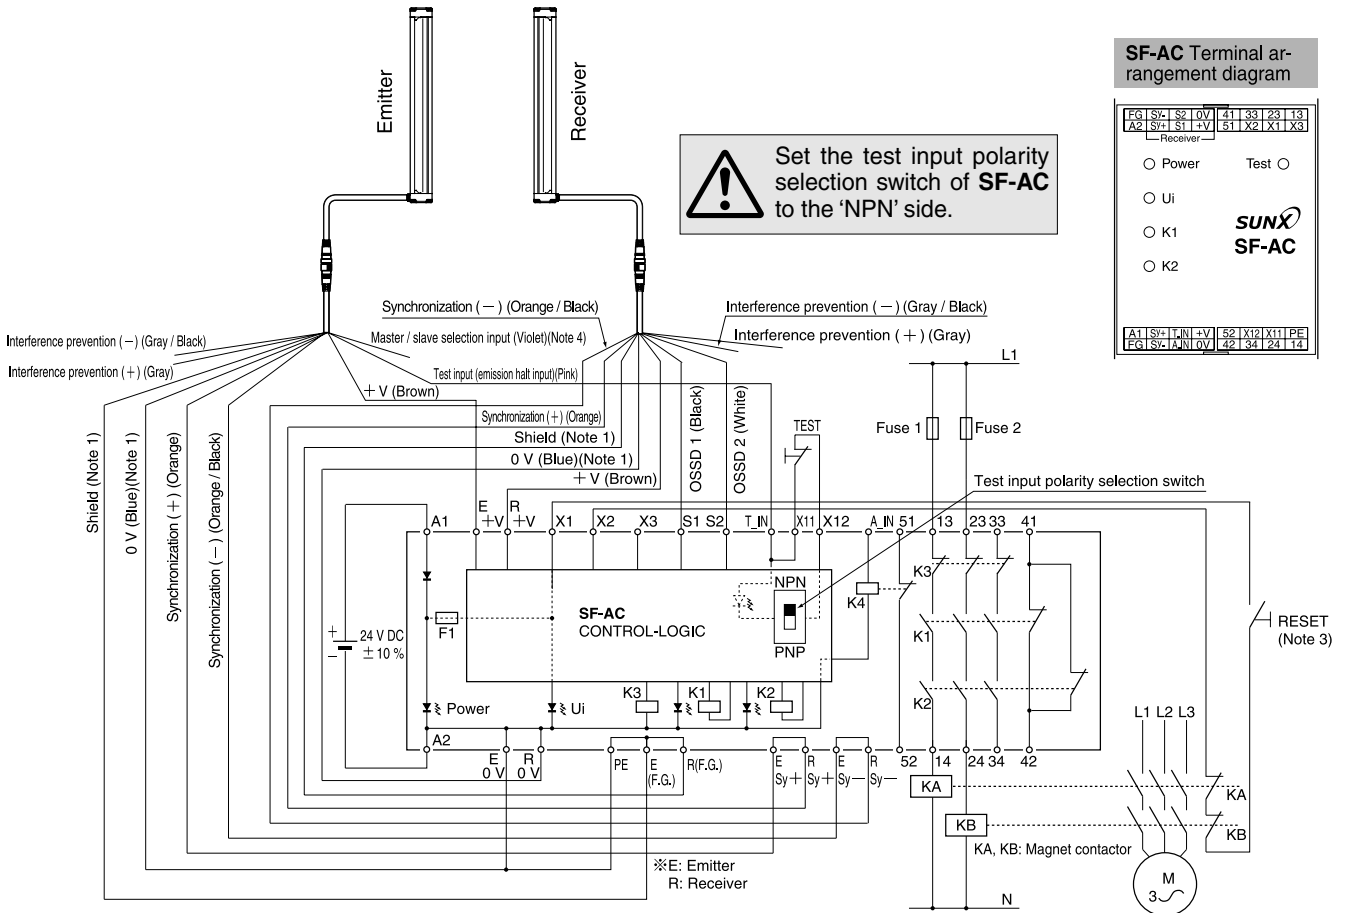 Emitter
Receiver
SF-AC Terminal ar-
rangement diagram
FG Sy- S2 0V 41 33 23 13
A2 Sy+ S1 +V 51 X2 X1 X3
Receiver
Power Test
Ui
K1
K2
SUNX
SF-AC
A1 Sy+ T_IN +V 52 X12 X11 PE
FG Sy- A_IN 0V 42 34 24 14
Set the test input polarity
selection switch of SF-AC
to the ‘NPN’ side.
Synchronization (−) (Orange / Black)
Interference prevention (−) (Gray / Black)
Interference prevention (+) (Gray)
Interference prevention (−) (Gray / Black)
Interference prevention (+) (Gray)
Master / slave selection input (Violet)(Note 4)
Test input (emission halt input)(Pink)
+V (Brown)
Synchronization (+) (Orange)
Shield (Note 1)
0 V (Blue)(Note 1)
+V (Brown)
OSSD 1 (Black)
OSSD 2 (White)
Shield (Note 1)
0 V (Blue)(Note 1)
Synchronization (+) (Orange)
Synchronization (−) (Orange / Black)
L1
Fuse 1
Fuse 2
TEST
Test input polarity selection switch
A1 E +V R +V X1 X2 X3 S1 S2 T_IN X11 X12 A_IN 51 13 23 33 41
NPN
PNP
SF-AC
CONTROL-LOGIC
F1
+
−
24 V DC
±10 %
K4
K3
K1
K2
RESET
(Note 3)
K3 K1 K2
Power
Ui
A2
E
0 V
R
0 V
PE
E
(F.G.)
R(F.G.)
E
Sy+
R
Sy+
E
Sy−
R
Sy−
52 14 24 34 42
L1 L2 L3
KA
KB
KA
KB
KA, KB: Magnet contactor
M
3
N
※E: Emitter
R: Receiver